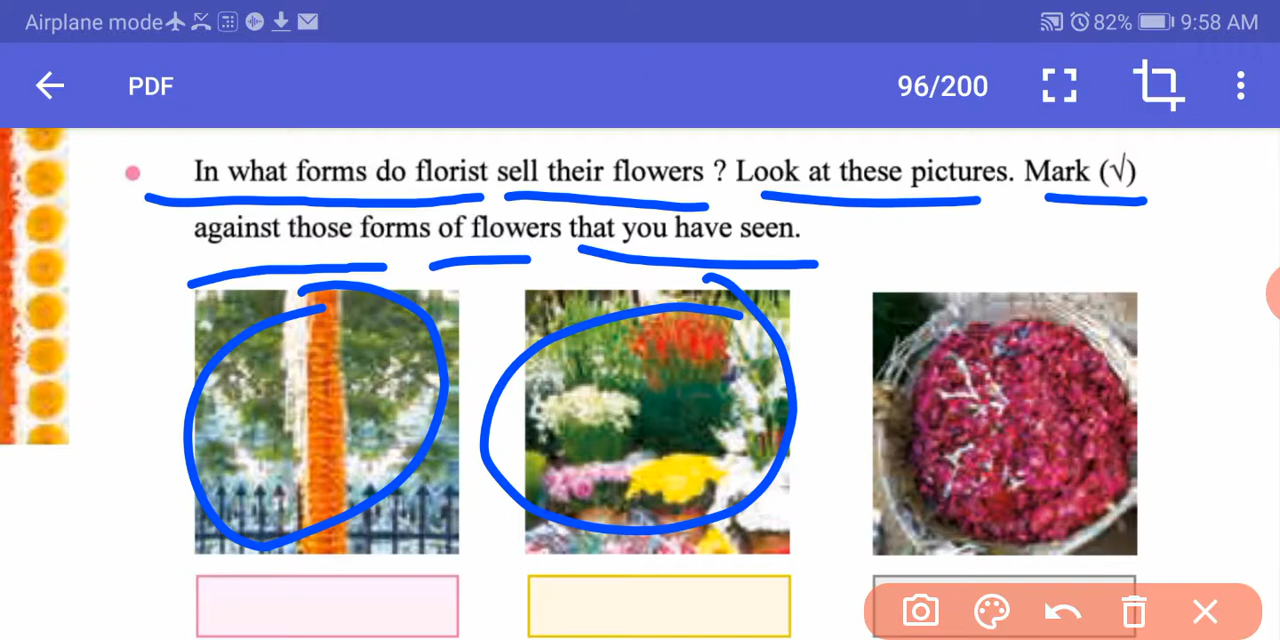 Airplane mode 82% 9:58 AM
PDF 96/200
In what forms do florist sell their flowers ? Look at these pictures. Mark (√)
against those forms of flowers that you have seen.